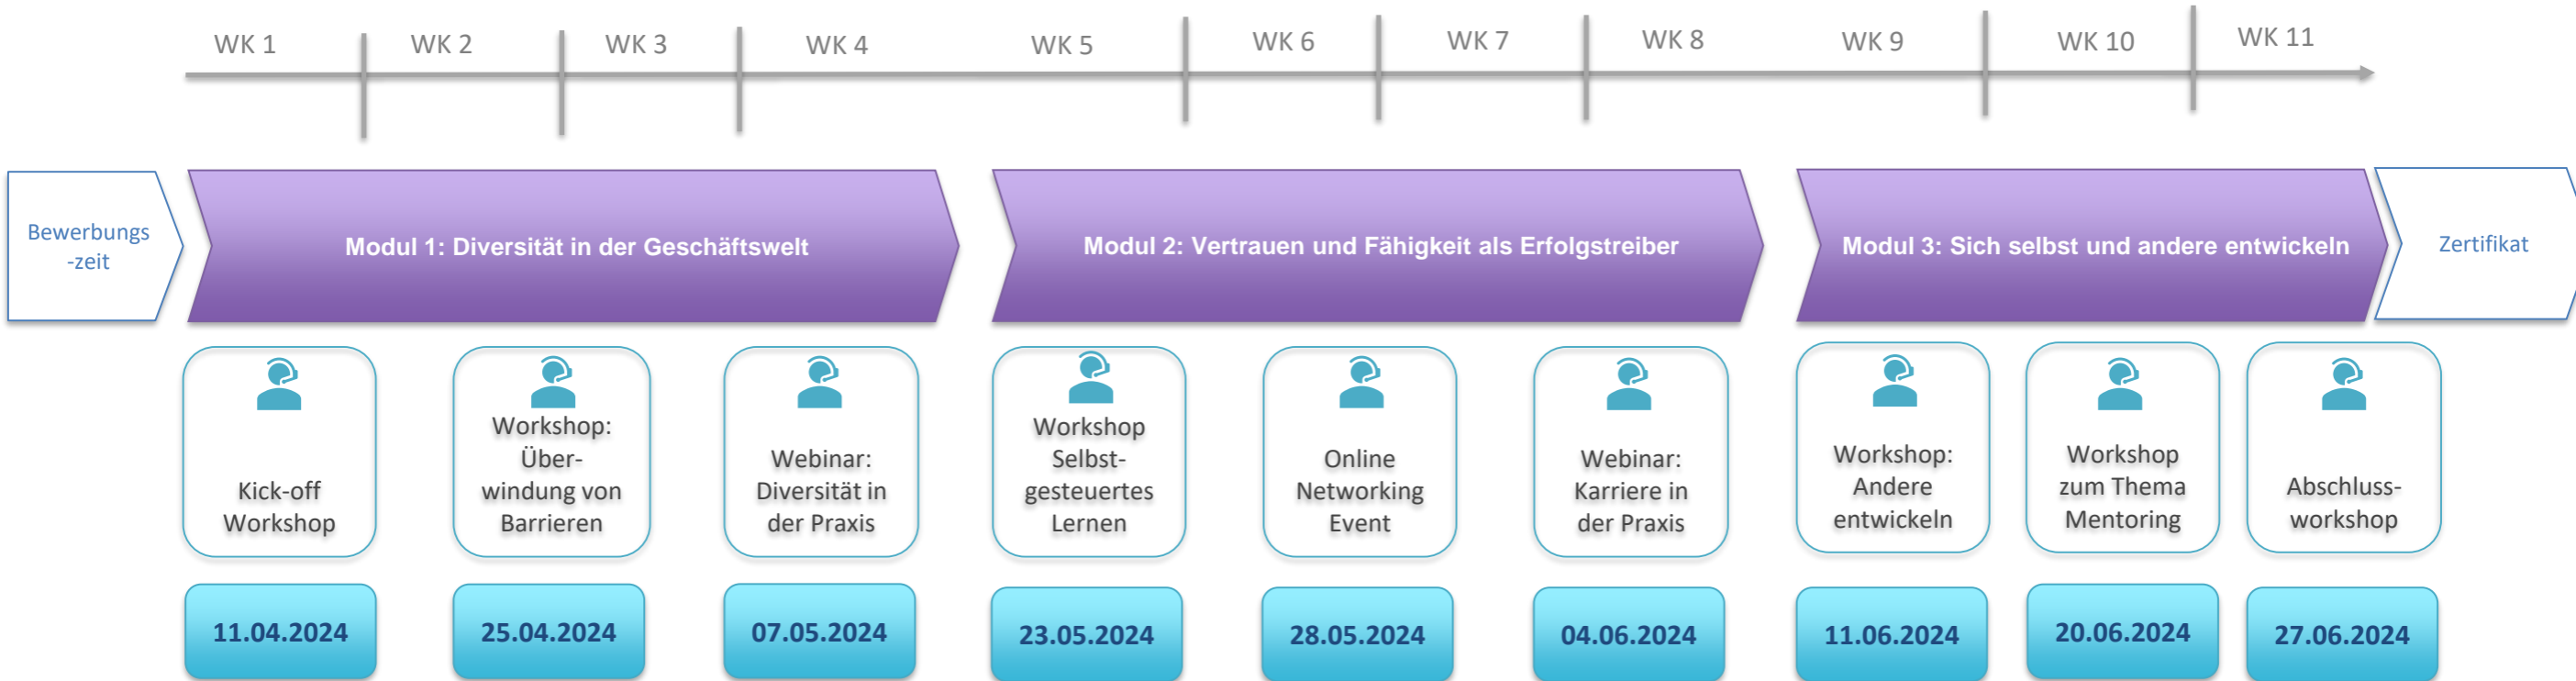 WK 1
WK 2
WK 3
WK 4
WK 5
WK 6
WK 7
WK 8
WK 9
WK 10
WK 11
Bewerbungs
-zeit
Modul 1: Diversität in der Geschäftswelt
Modul 2: Vertrauen und Fähigkeit als Erfolgstreiber
Modul 3: Sich selbst und andere entwickeln
Zertifikat
Kick-off
Workshop
Workshop:
Über-
windung von
Barrieren
Webinar:
Diversität in
der Praxis
Workshop
Selbst-
gesteuertes
Lernen
Online
Networking
Event
Webinar:
Karriere in
der Praxis
Workshop:
Andere
entwickeln
Workshop
zum Thema
Mentoring
Abschluss-
workshop
11.04.2024
25.04.2024
07.05.2024
23.05.2024
28.05.2024
04.06.2024
11.06.2024
20.06.2024
27.06.2024